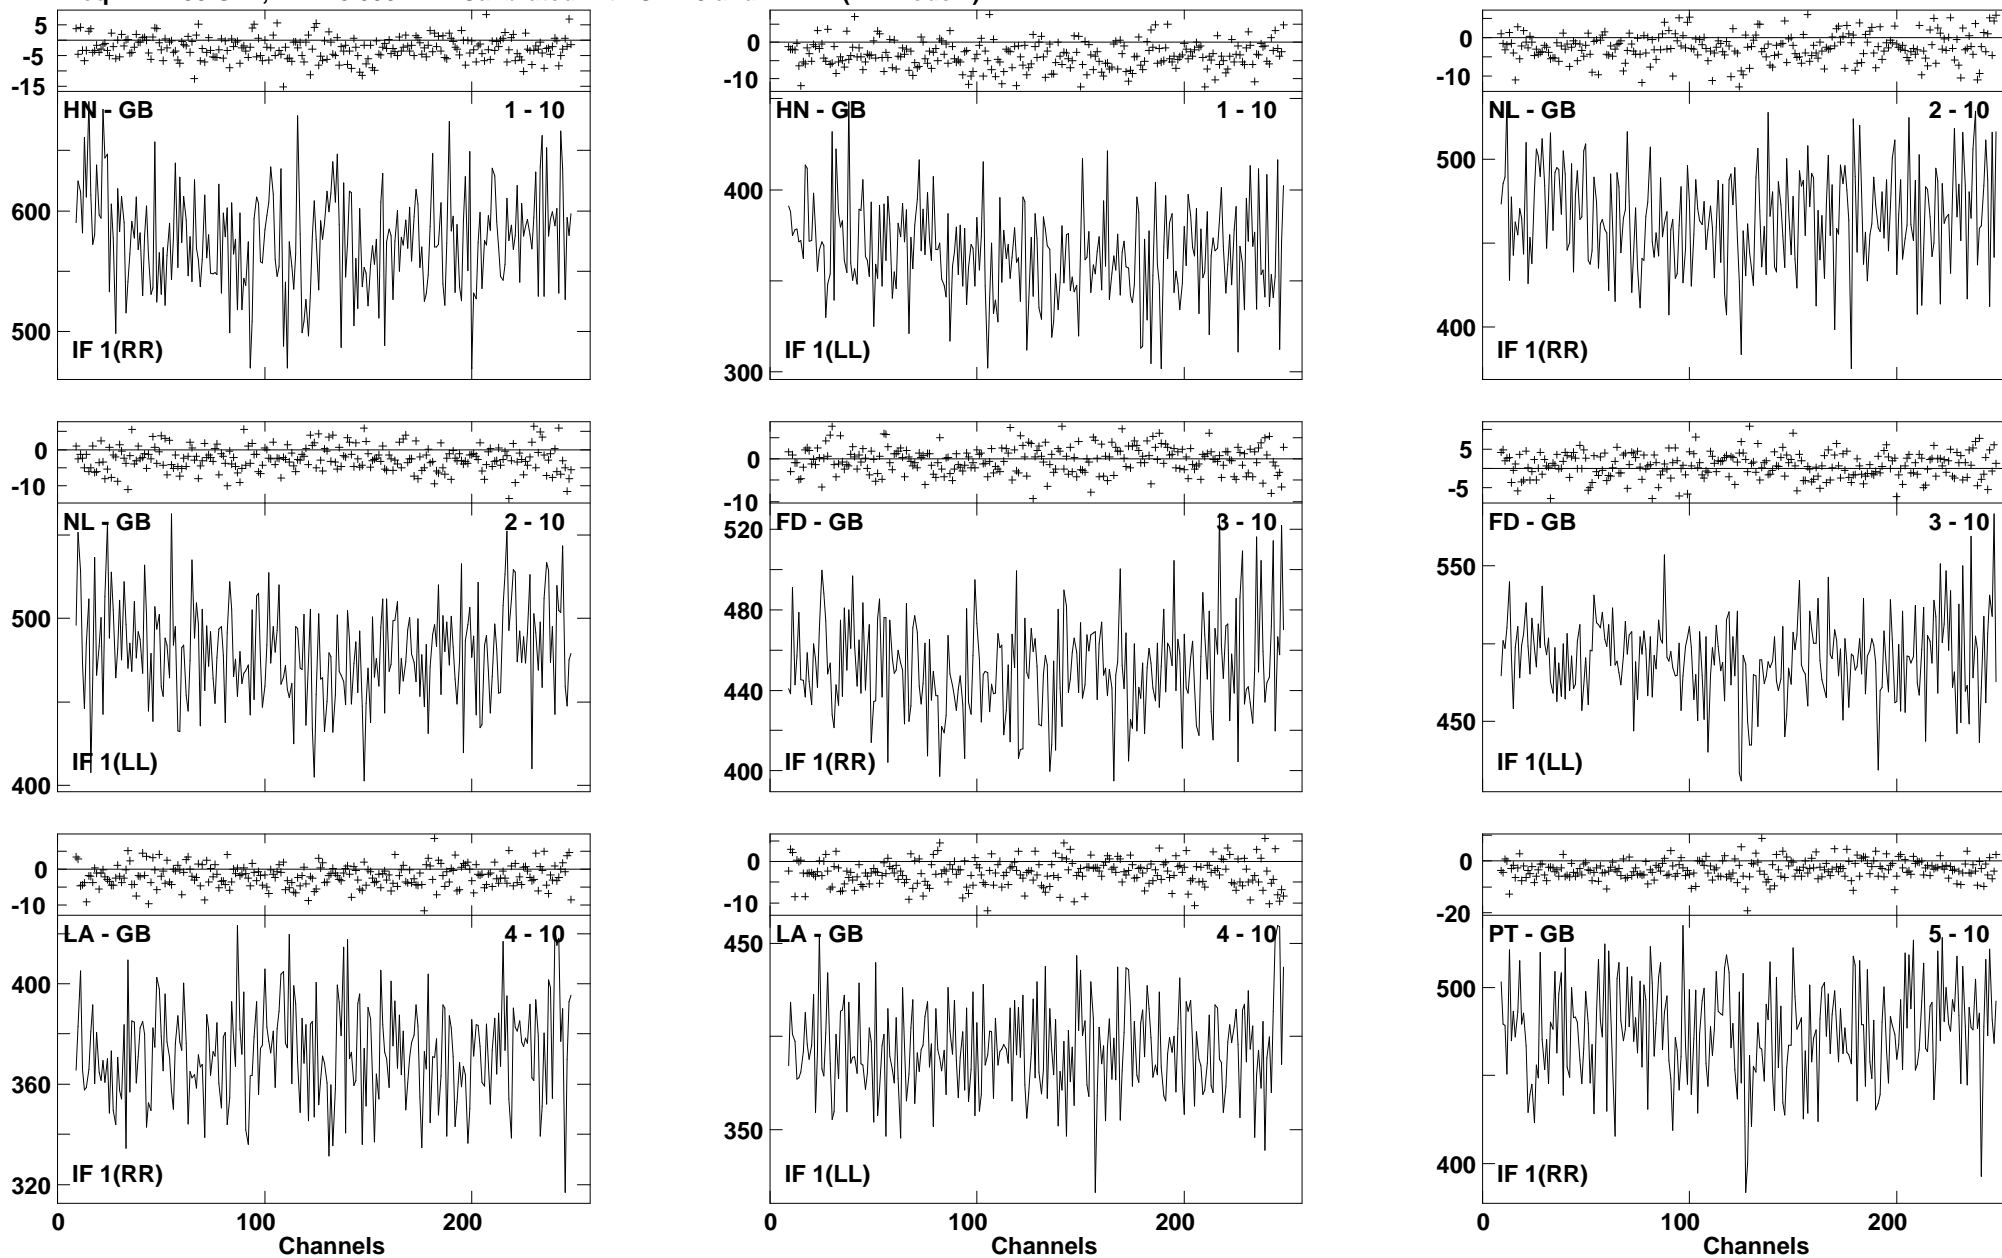 5
-5
-15
HN - GB 1 - 10
600
500
IF 1(RR)
0
-10
HN - GB 1 - 10
400
300
IF 1(LL)
0
-10
NL - GB 2 - 10
500
400
IF 1(RR)
0
-10
NL - GB 2 - 10
500
400
IF 1(LL)
0
-10
FD - GB 3 - 10
520
480
440
400
IF 1(RR)
5
-5
FD - GB 3 - 10
550
450
IF 1(LL)
0
-10
LA - GB 4 - 10
400
360
320
IF 1(RR)
0 100 200
Channels
0
-10
LA - GB 4 - 10
450
350
IF 1(LL)
0 100 200
Channels
0
-20
PT - GB 5 - 10
500
400
IF 1(RR)
0 100 200
Channels